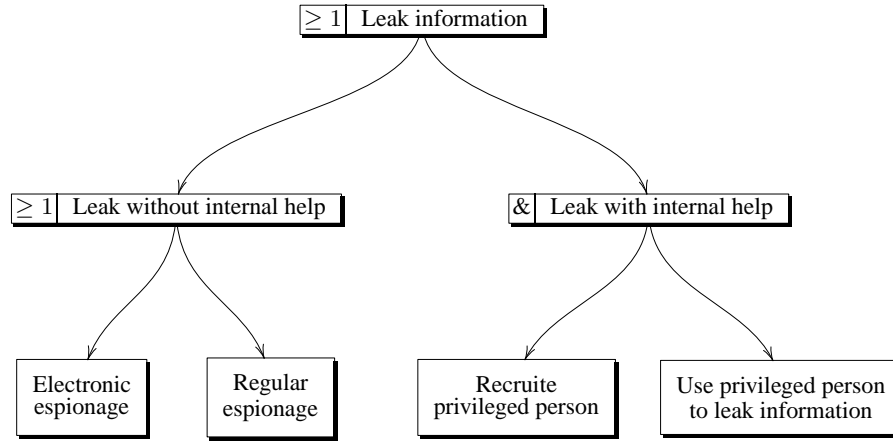 ≥ 1 Leak information
≥ 1 Leak without internal help
& Leak with internal help
Electronic
espionage
Regular
espionage
Recruite
privileged person
Use privileged person
to leak information